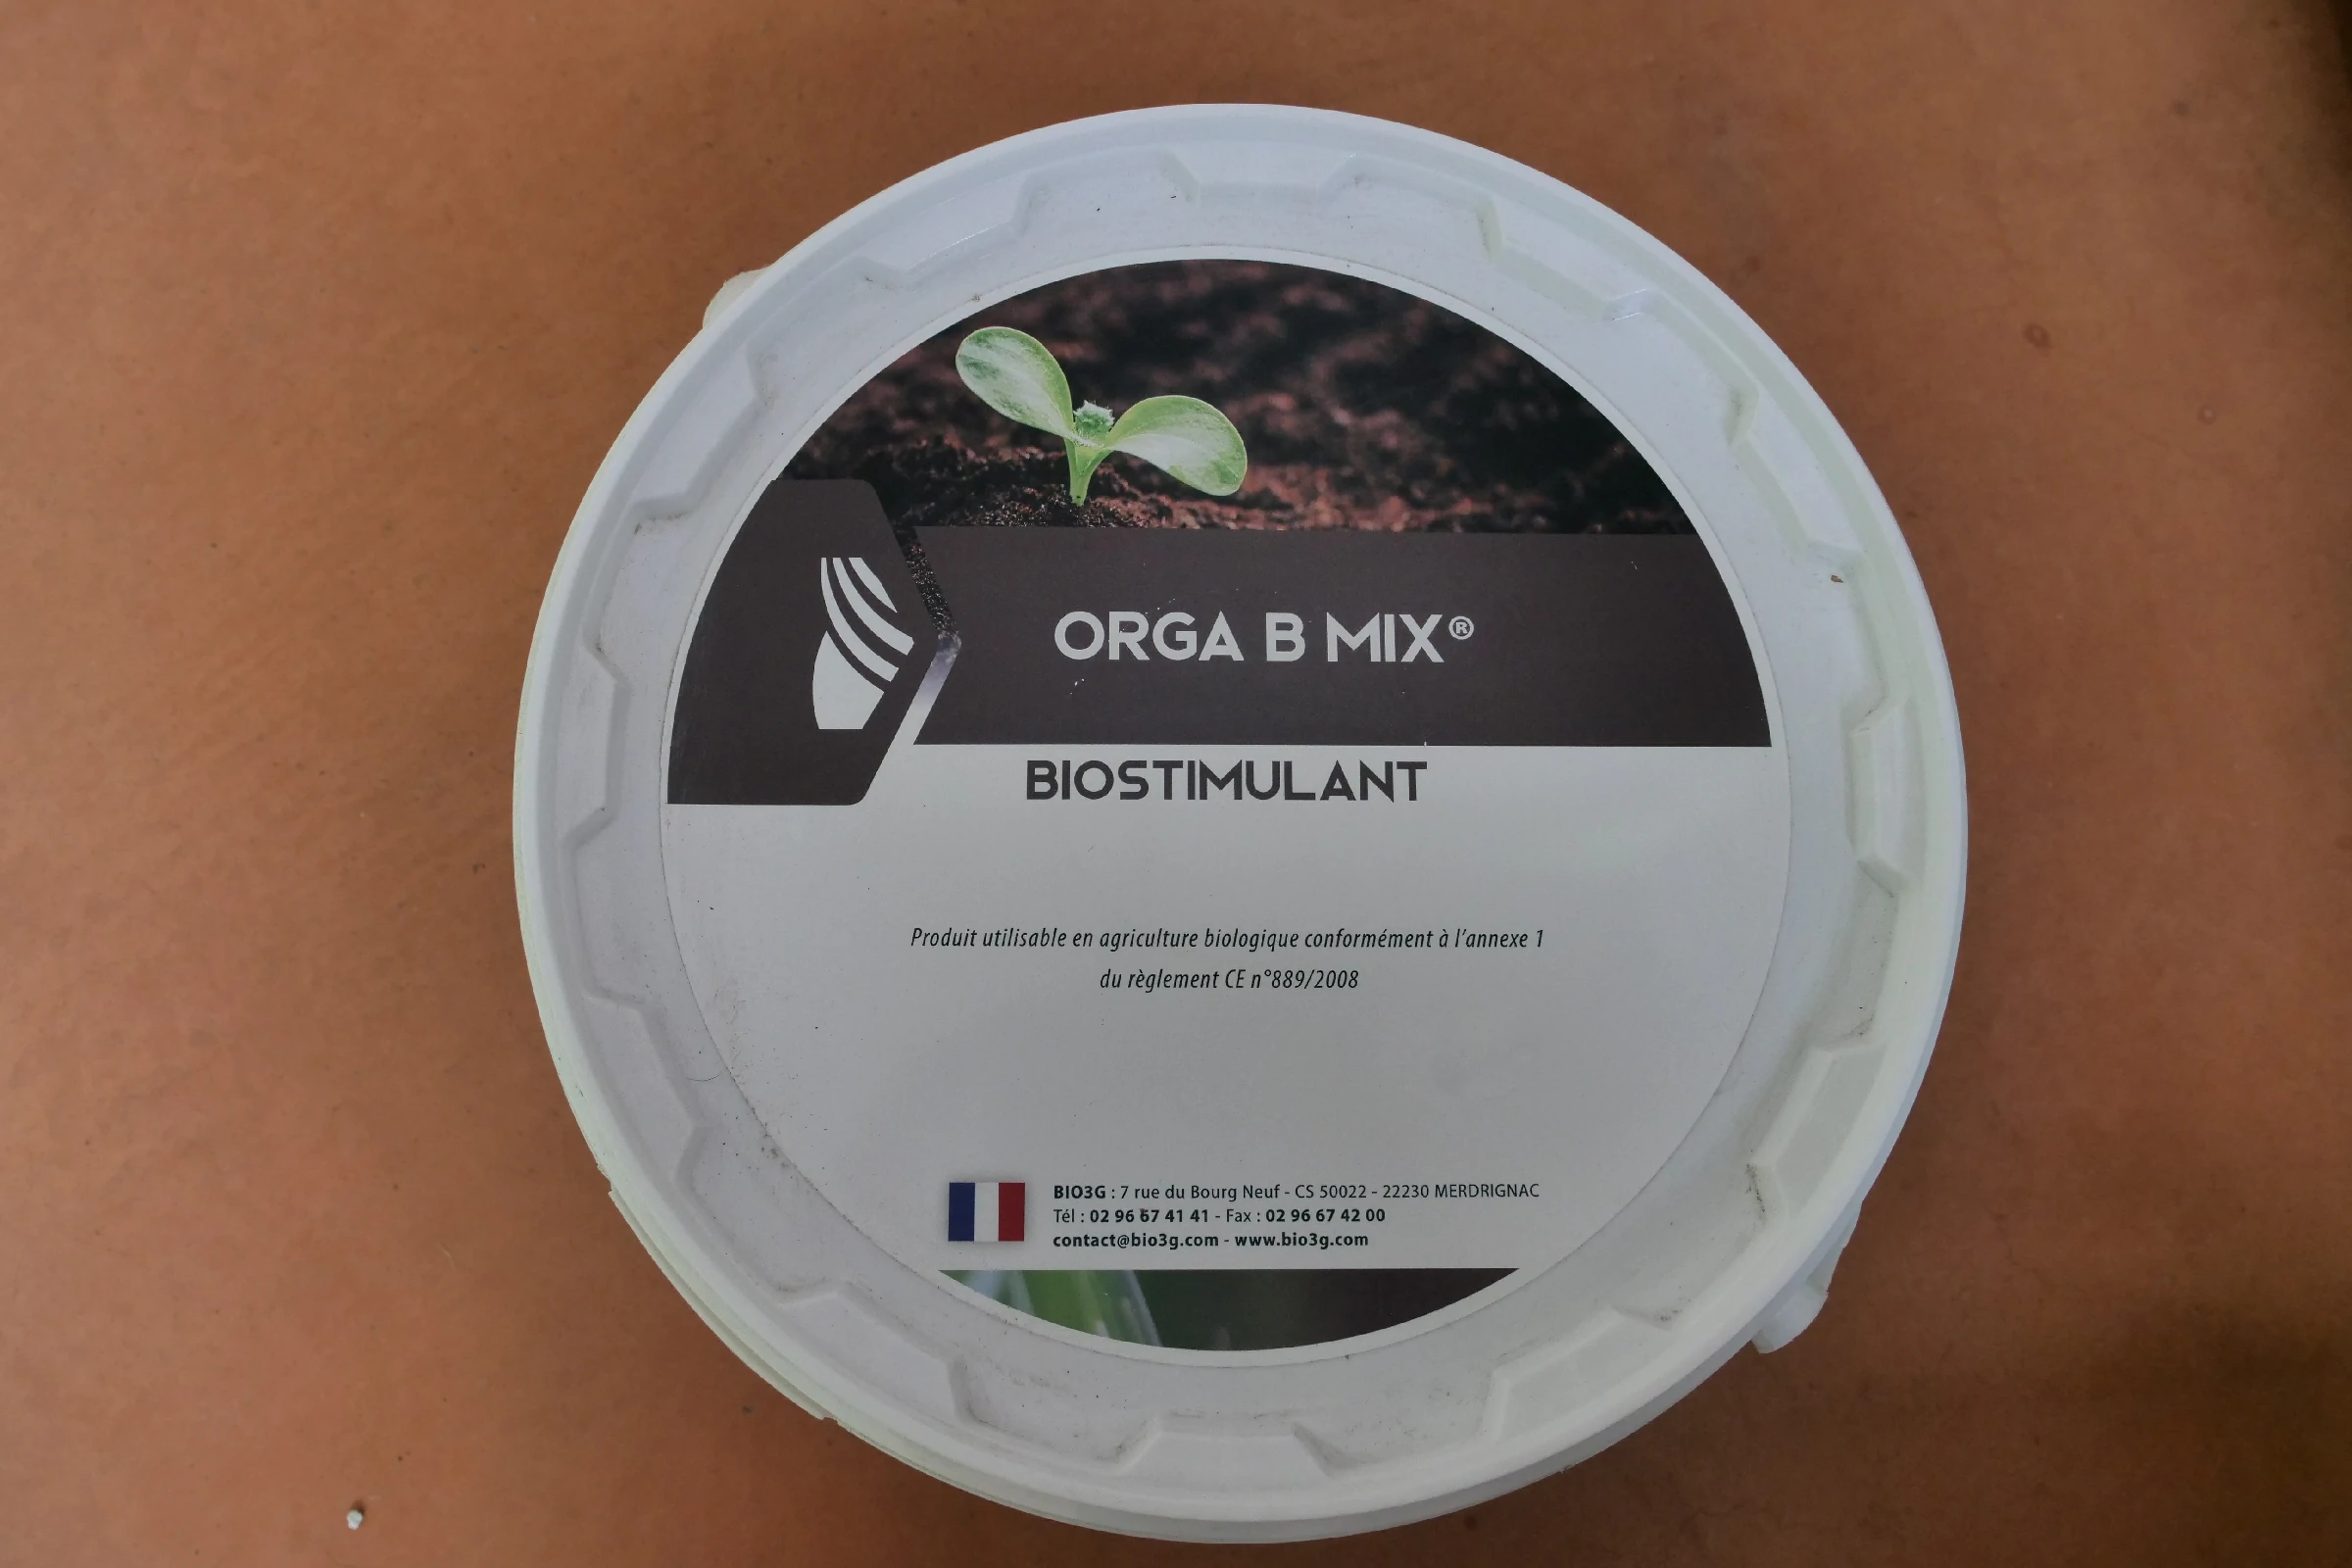 ORGA B MIX®
BIOSTIMULANT
Produit utilisable en agriculture biologique conformément à l'annexe 1
du règlement CE n°889/2008
BIO3G : 7 rue du Bourg Neuf - CS 50022 - 22230 MERDRIGNAC
Tél : 02 96 67 41 41 - Fax : 02 96 67 42 00
contact@bio3g.com - www.bio3g.com